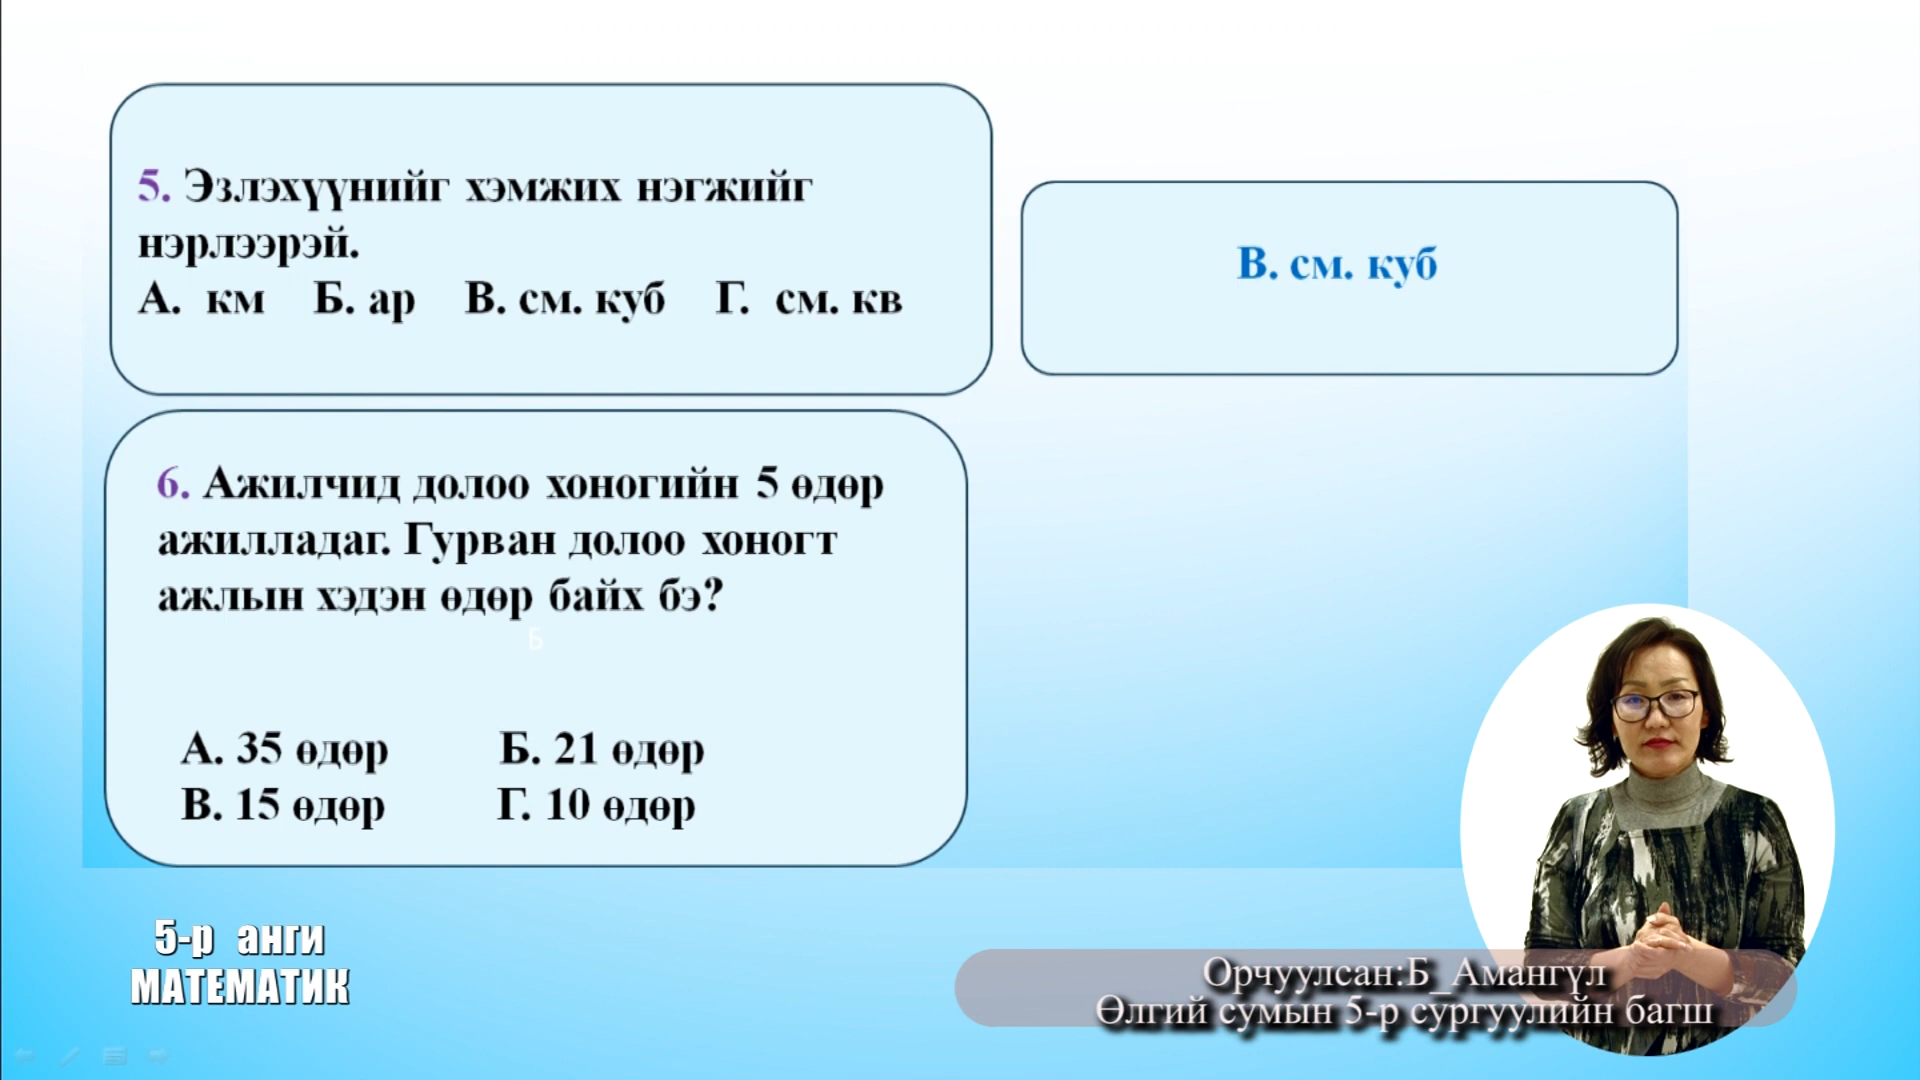 5. Эзлэхүүнийг хэмжих нэгжийг
нэрлээрэй.
А. км Б. ар В. см. куб Г. см. кв
В. см. куб
6. Ажилчид долоо хоногийн 5 өдөр
ажилладаг. Гурван долоо хоногт
ажлын хэдэн өдөр байх бэ?
Б
А. 35 өдөр Б. 21 өдөр
В. 15 өдөр Г. 10 өдөр
5-р анги
МАТЕМАТИК
Орчуулсан:Б_Амангүл
Өлгий сумын 5-р сургуулийн багш